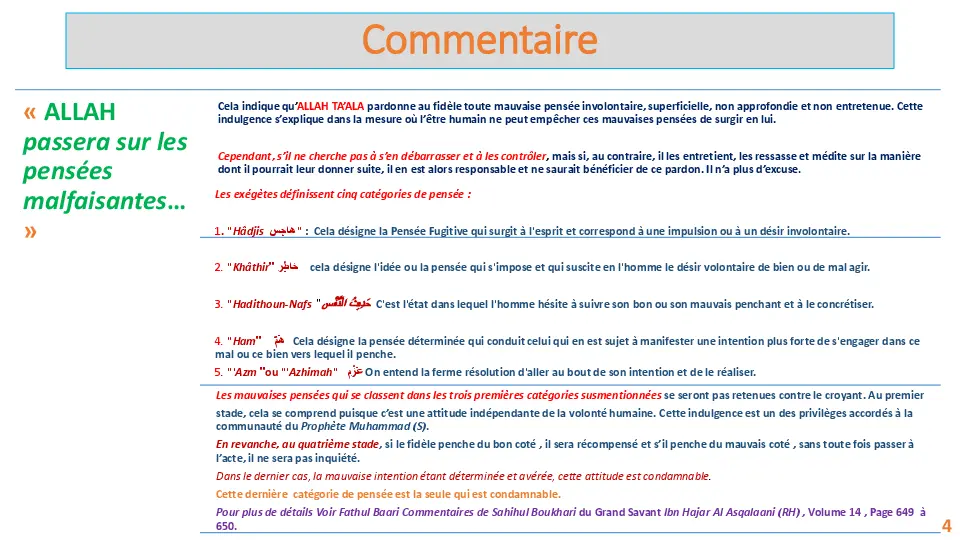 Commentaire
« ALLAH
passera sur les
pensées
malfaisantes...
»
Cela indique qu’ALLAH TA‘ALA pardonne au fidèle toute mauvaise pensée involontaire, superficielle, non approfondie et non entretenue. Cette
indulgence s’explique dans la mesure où l’être humain ne peut empêcher ces mauvaises pensées de surgir en lui.
Cependant, s’il ne cherche pas à s’en débarrasser et à les contrôler, mais si, au contraire, il les entretient, les ressasse et médite sur la manière
dont il pourrait leur donner suite, il en est alors responsable et ne saurait bénéficier de ce pardon. Il n’a plus d’excuse.
Les exégètes définissent cinq catégories de pensée :
1. "Hâdjis هاجس " : Cela désigne la Pensée Fugitive qui surgit à l'esprit et correspond à une impulsion ou à un désir involontaire.
2. "Khâthir" خاطِر cela désigne l'idée ou la pensée qui s'impose et qui suscite en l'homme le désir volontaire de bien ou de mal agir.
3. "Hadithoun-Nafs "حَدِيثُ النَّفْسِ C'est l'état dans lequel l'homme hésite à suivre son bon ou son mauvais penchant et à le concrétiser.
4. "Ham" هَمّ Cela désigne la pensée déterminée qui conduit celui qui en est sujet à manifester une intention plus forte de s'engager dans ce
mal ou ce bien vers lequel il penche.
5. "'Azm "ou "'Azhimah" عَزْم On entend la ferme résolution d'aller au bout de son intention et de le réaliser.
Les mauvaises pensées qui se classent dans les trois premières catégories susmentionnées se seront pas retenues contre le croyant. Au premier
stade, cela se comprend puisque c’est une attitude indépendante de la volonté humaine. Cette indulgence est un des privilèges accordés à la
communauté du Prophète Muhammad (S).
En revanche, au quatrième stade, si le fidèle penche du bon coté , il sera récompensé et s’il penche du mauvais coté , sans toute fois passer à
l’acte, il ne sera pas inquiété.
Dans le dernier cas, la mauvaise intention étant déterminée et avérée, cette attitude est condamnable.
Cette dernière catégorie de pensée est la seule qui est condamnable.
Pour plus de détails Voir Fathul Baari Commentaires de Sahihul Boukhari du Grand Savant Ibn Hajar Al Asqalaani (RH) , Volume 14 , Page 649 à
650.
4